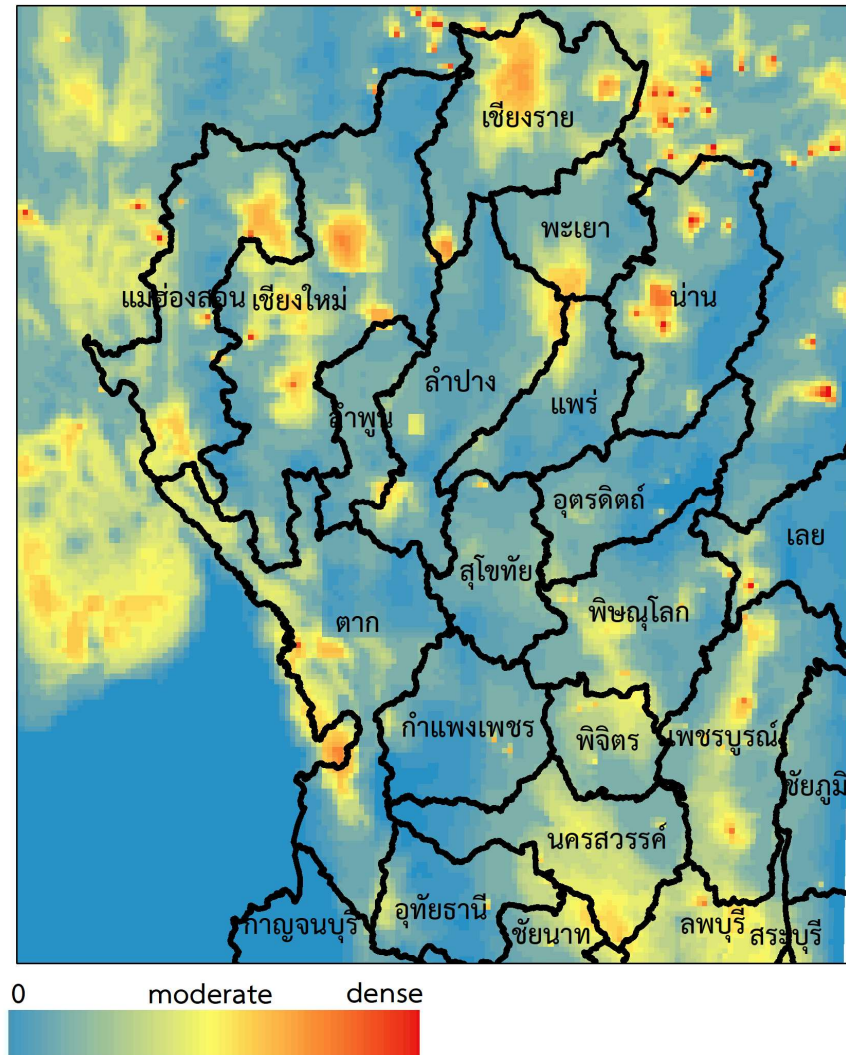 เชียงราย
พะเยา
แม่ฮ่องสอน
เชียงใหม่
น่าน
ลำปาง
ลำพูน
แพร่
อุตรดิตถ์
เลย
สุโขทัย
ตาก
พิษณุโลก
กำแพงเพชร
พิจิตร
เพชรบูรณ์
ชัยภูมิ
นครสวรรค์
อุทัยธานี
กาญจนบุรี
ชัยนาท
ลพบุรี
สระบุรี
0 moderate dense